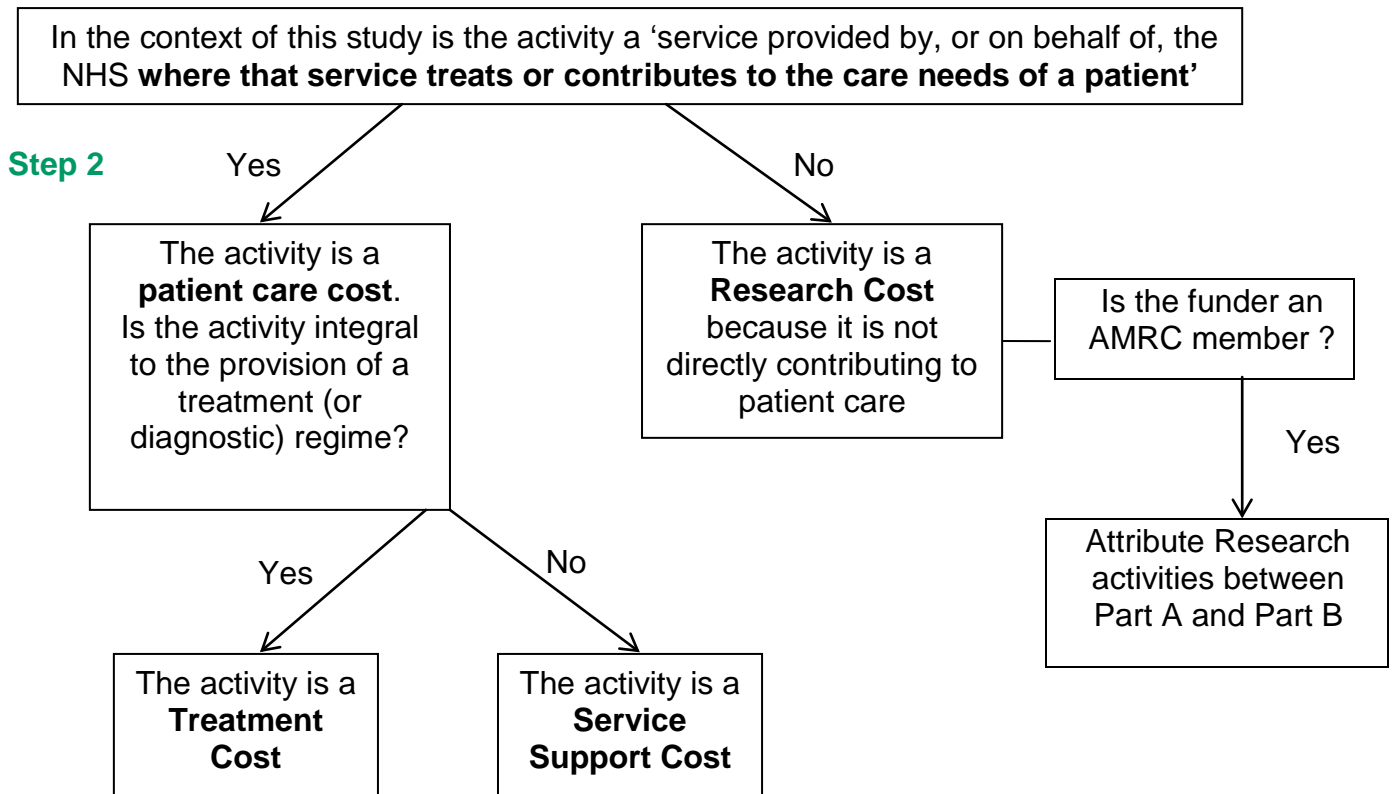 In the context of this study is the activity a ‘service provided by, or on behalf of, the
NHS where that service treats or contributes to the care needs of a patient’
Step 2
Yes
No
The activity is a
patient care cost.
Is the activity integral
to the provision of a
treatment (or
diagnostic) regime?
The activity is a
Research Cost
because it is not
directly contributing to
patient care
Is the funder an
AMRC member ?
Yes
Attribute Research
activities between
Part A and Part B
Yes
No
The activity is a
Treatment
Cost
The activity is a
Service
Support Cost